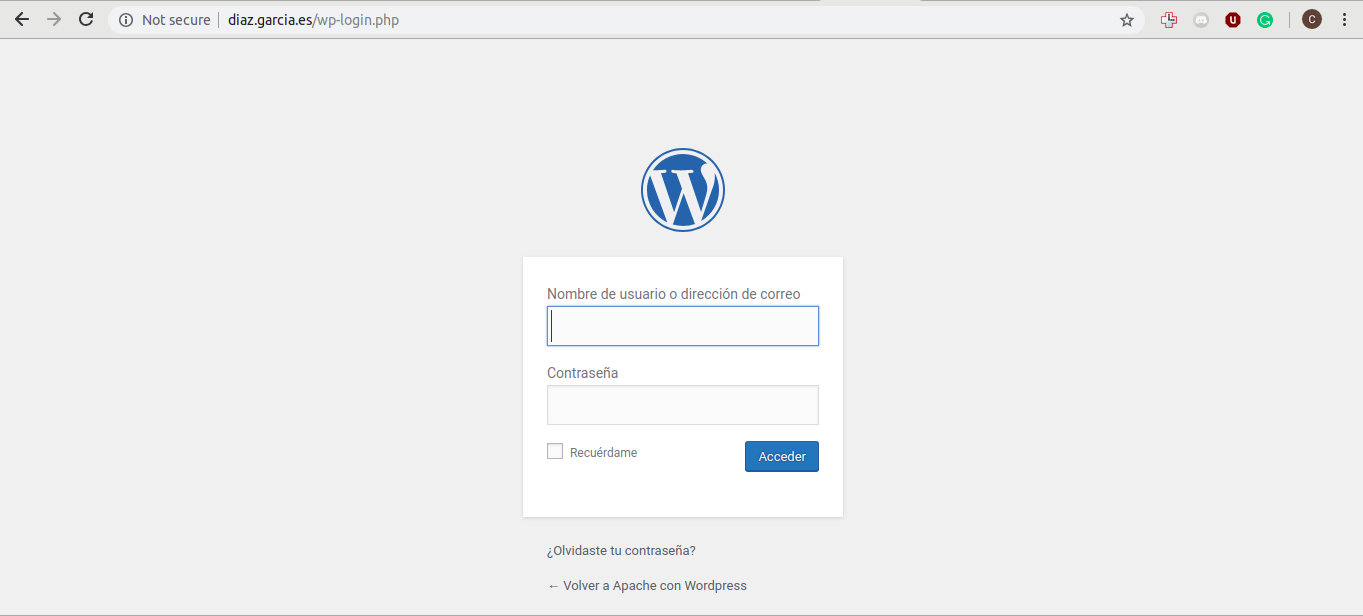 Not secure | diaz.garcia.es/wp-login.php
C
Nombre de usuario o dirección de correo
Contraseña
Recuérdame
Acceder
¿Olvidaste tu contraseña?
← Volver a Apache con Wordpress